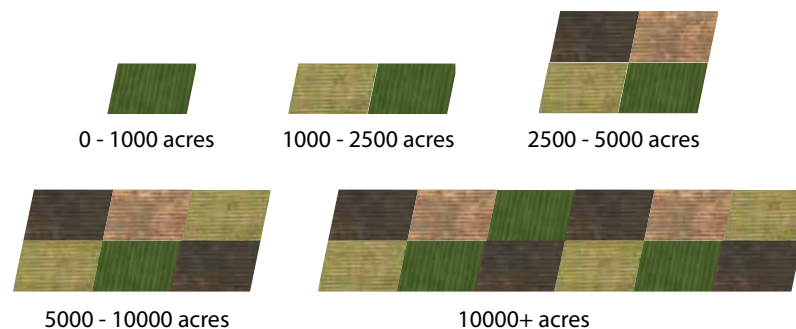 0 - 1000 acres
1000 - 2500 acres
2500 - 5000 acres
5000 - 10000 acres
10000+ acres